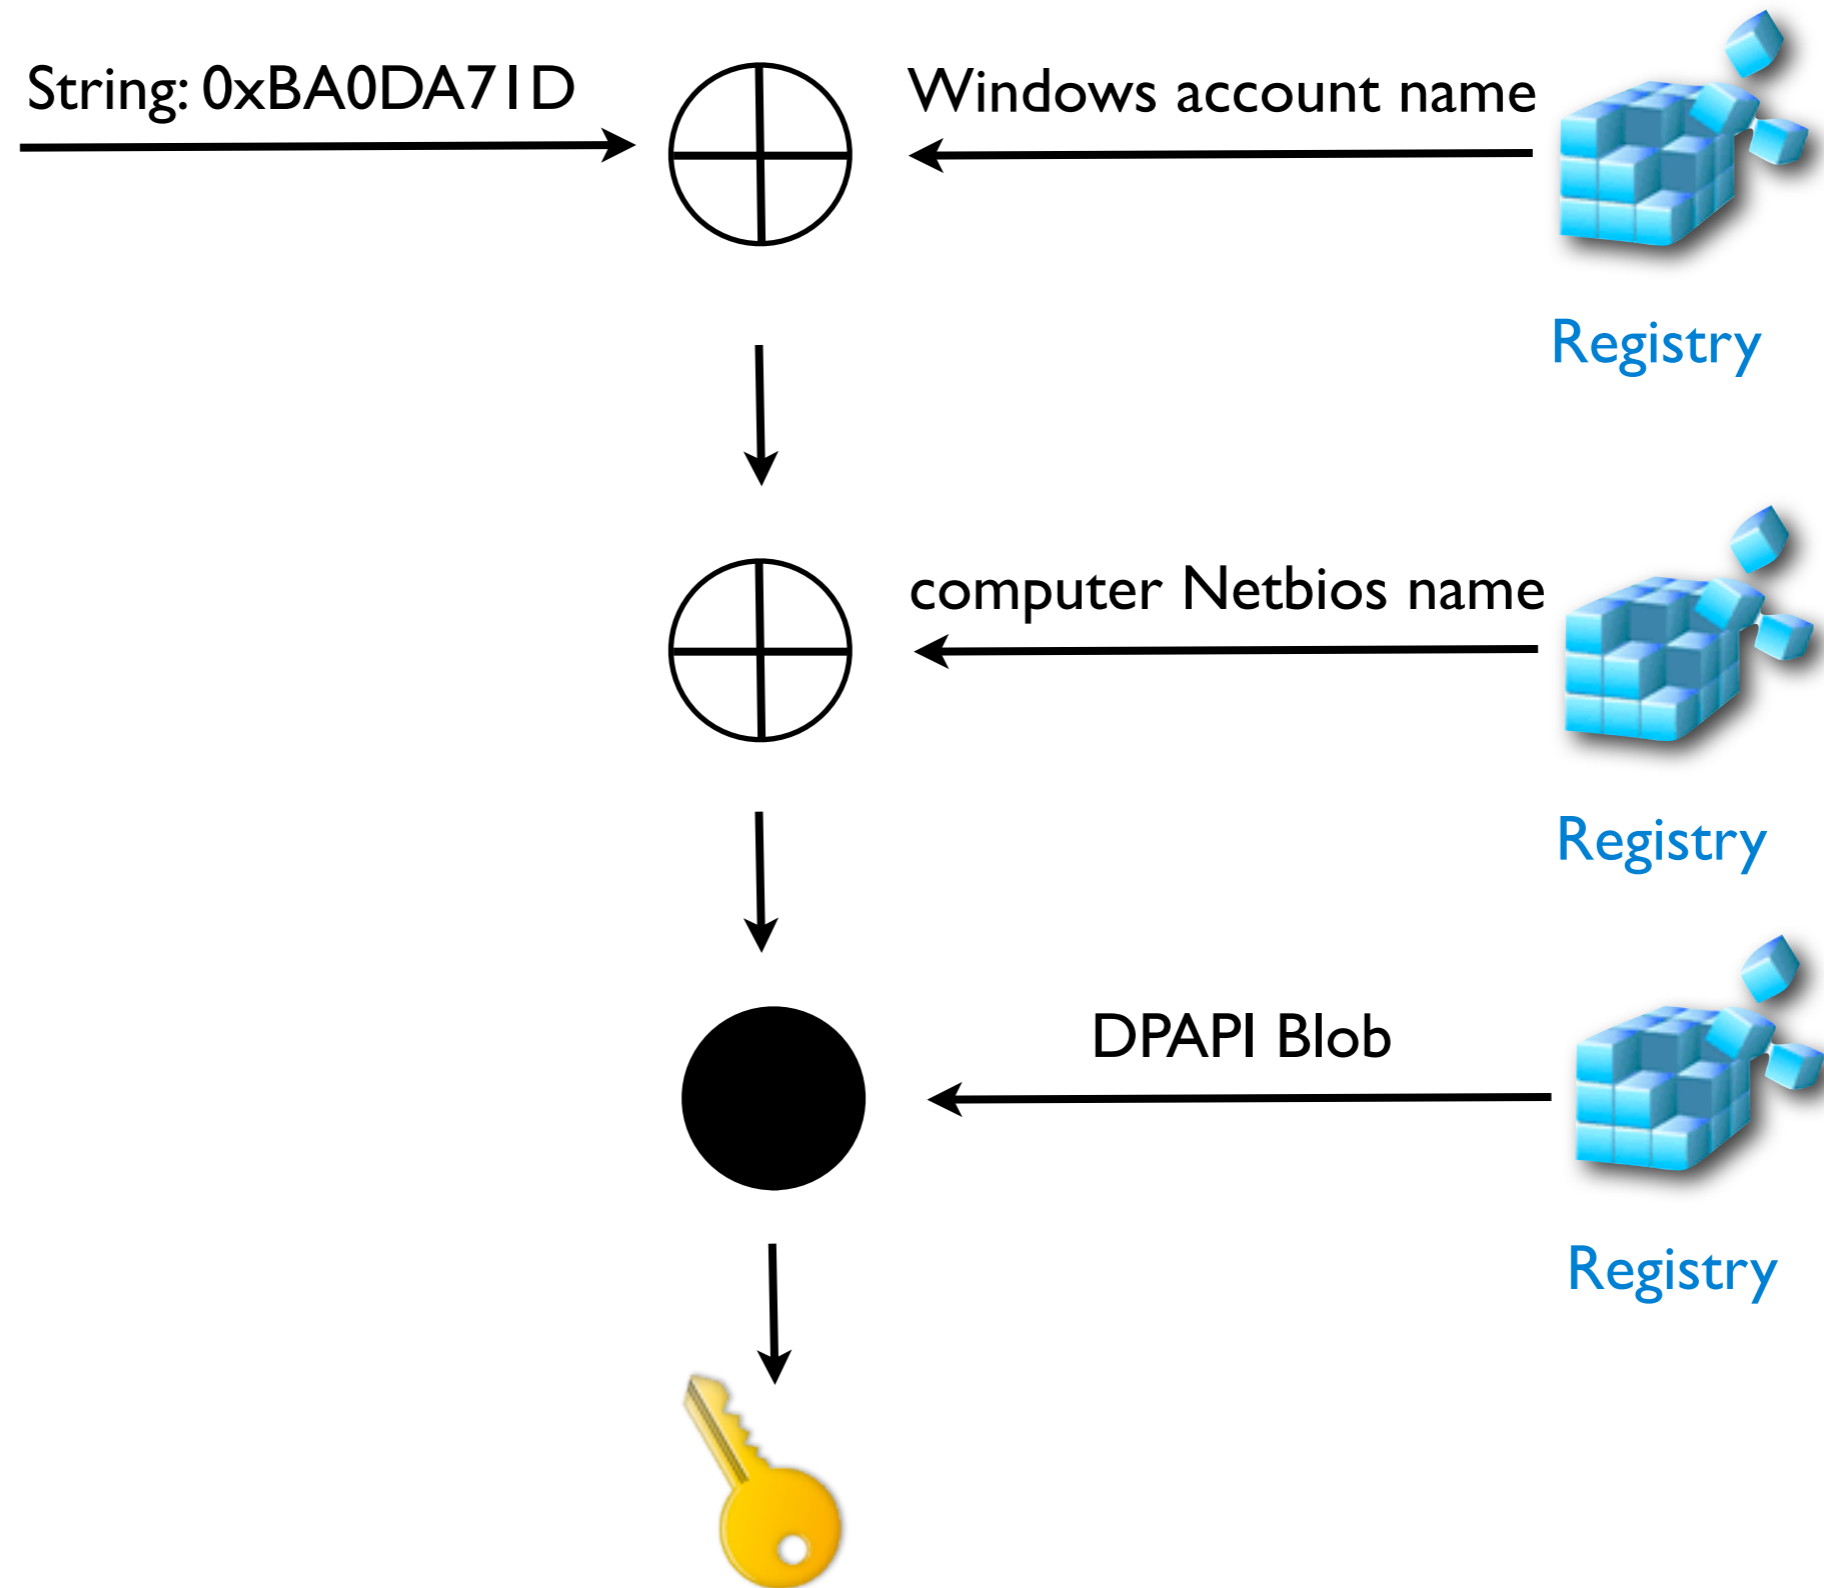 String: 0xBA0DA71D
Windows account name
Registry
computer Netbios name
Registry
DPAPI Blob
Registry